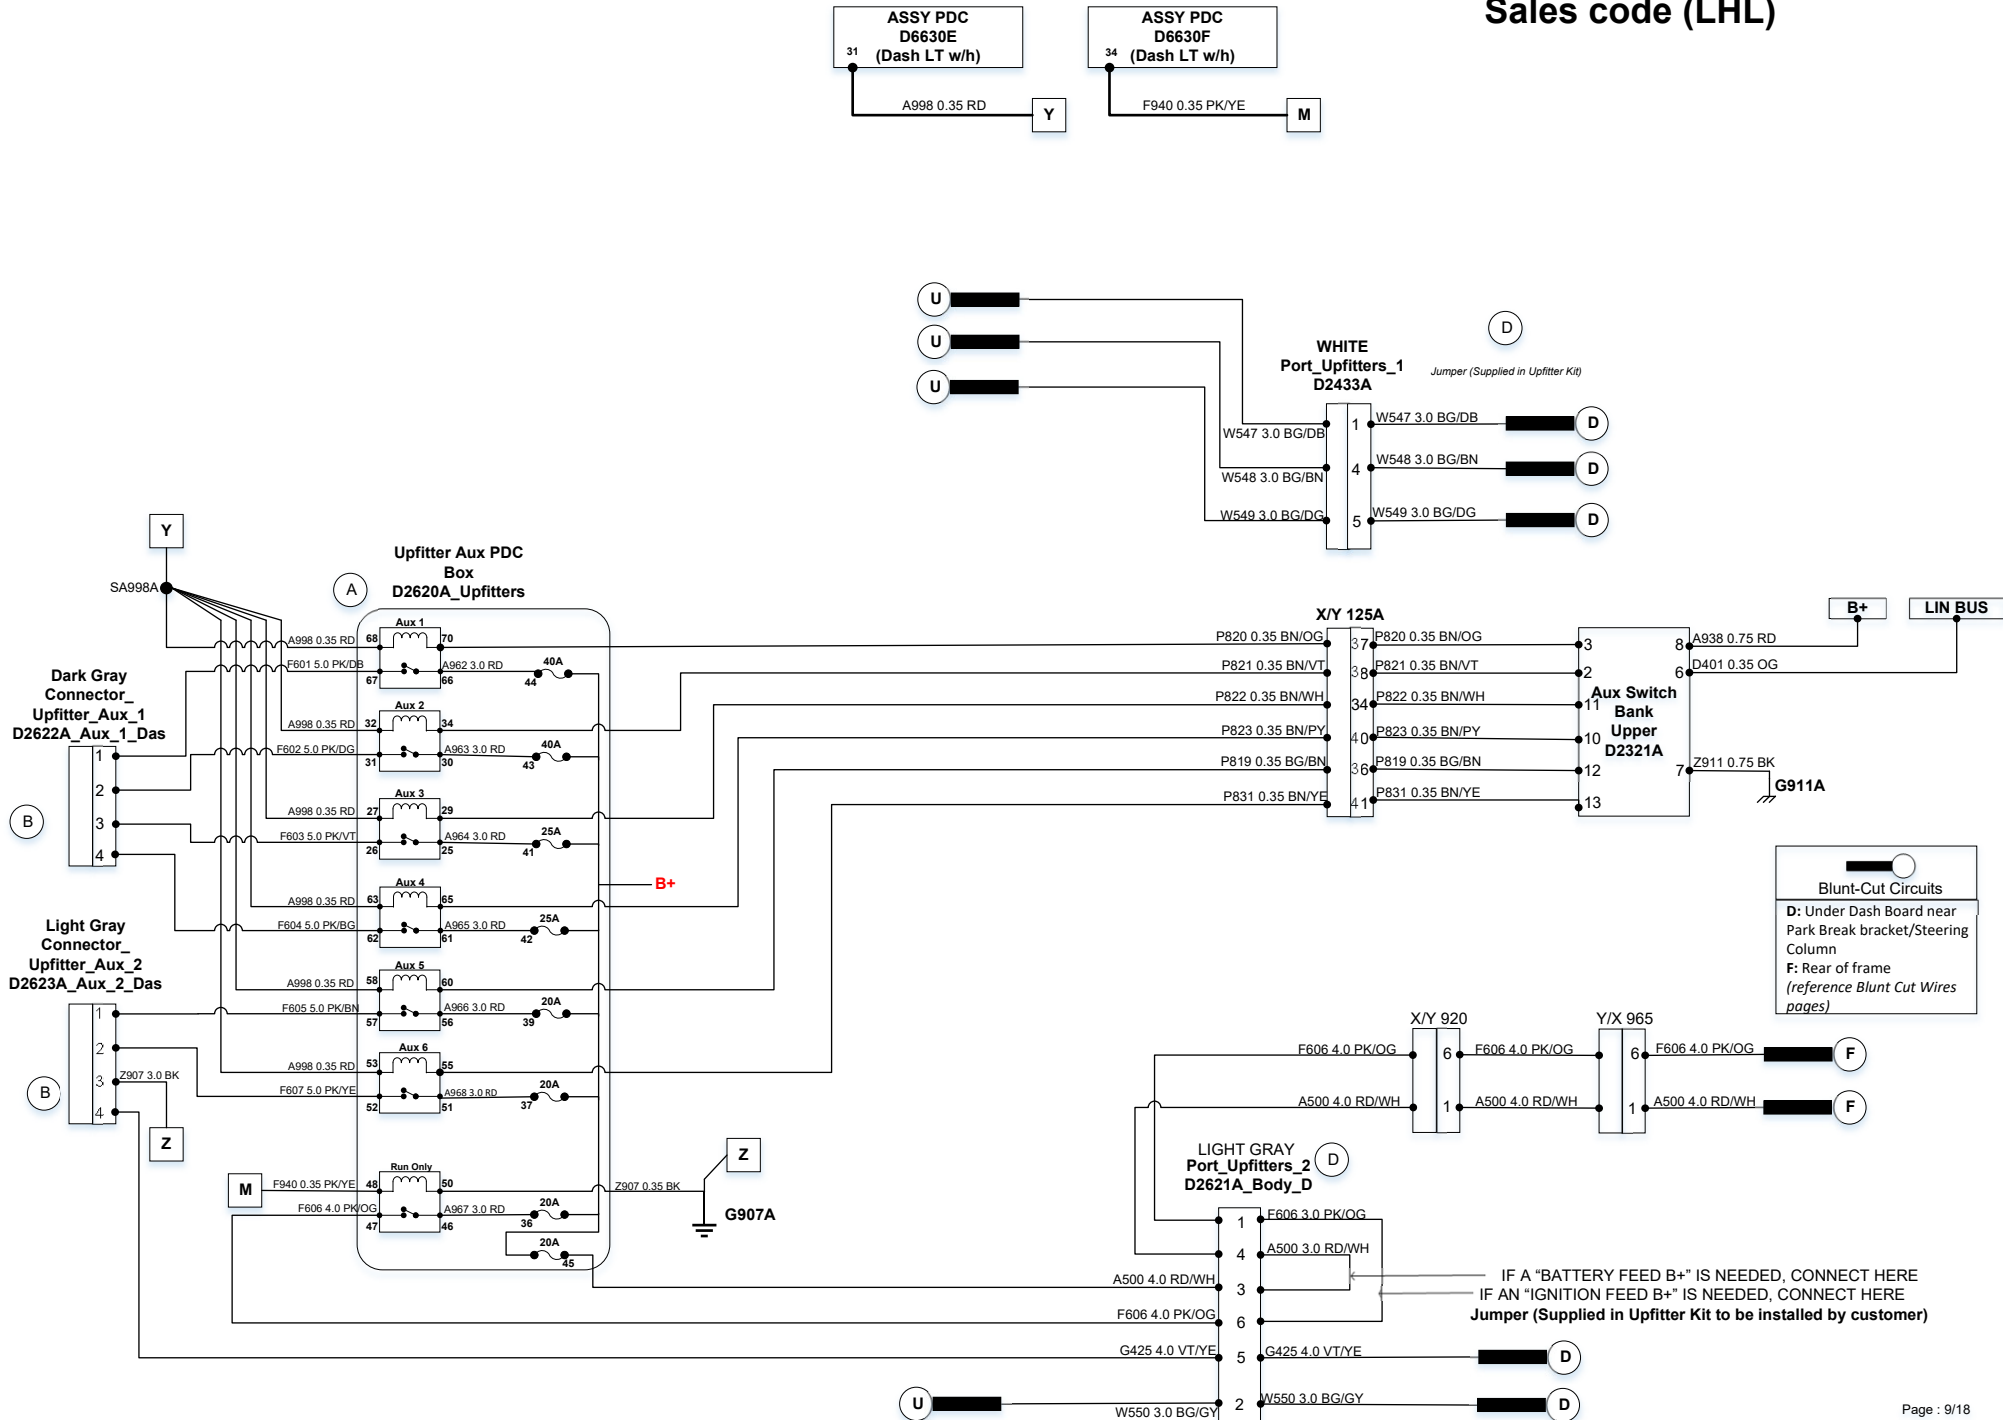 Sales code (LHL)
ASSY PDC
D6630E
(Dash LT w/h)
31
A998 0.35 RD
Y
ASSY PDC
D6630F
(Dash LT w/h)
34
F940 0.35 PK/YE
M
U
U
U
WHITE
Port_Upfitters_1
D2433A
D
Jumper (Supplied in Upfitter Kit)
W547 3.0 BG/DB
1
W547 3.0 BG/DB
D
W548 3.0 BG/BN
4
W548 3.0 BG/BN
D
W549 3.0 BG/DG
5
W549 3.0 BG/DG
D
Y
SA998A
A
Upfitter Aux PDC
Box
D2620A_Upfitters
Aux 1
A998 0.35 RD
68
70
F601 5.0 PK/DB
67
66
A962 3.0 RD
40A
44
Aux 2
A998 0.35 RD
32
34
F602 5.0 PK/DG
31
30
A963 3.0 RD
40A
43
Aux 3
A998 0.35 RD
27
29
F603 5.0 PK/VT
26
25
A964 3.0 RD
25A
41
B+
Aux 4
A998 0.35 RD
63
65
F604 5.0 PK/BG
62
61
A965 3.0 RD
25A
42
Aux 5
A998 0.35 RD
58
60
F605 5.0 PK/BN
57
56
A966 3.0 RD
20A
39
Aux 6
A998 0.35 RD
53
55
F607 5.0 PK/YE
52
51
A968 3.0 RD
20A
37
Run Only
M
F940 0.35 PK/YE
48
50
Z907 0.35 BK
F606 4.0 PK/OG
47
46
A967 3.0 RD
20A
36
20A
45
Z
G907A
Dark Gray
Connector_
Upfitter_Aux_1
D2622A_Aux_1_Das
1
2
3
4
B
Light Gray
Connector_
Upfitter_Aux_2
D2623A_Aux_2_Das
1
2
3
4
Z907 3.0 BK
Z
B
X/Y 125A
P820 0.35 BN/OG
37
P820 0.35 BN/OG
3
P821 0.35 BN/VT
38
P821 0.35 BN/VT
2
P822 0.35 BN/WH
34
P822 0.35 BN/WH
11
P823 0.35 BN/PY
40
P823 0.35 BN/PY
10
P819 0.35 BG/BN
36
P819 0.35 BG/BN
12
P831 0.35 BN/YE
41
P831 0.35 BN/YE
13
Aux Switch
Bank
Upper
D2321A
8
A938 0.75 RD
B+
6
D401 0.35 OG
LIN BUS
7
Z911 0.75 BK
G911A
Blunt-Cut Circuits
D: Under Dash Board near
Park Break bracket/Steering
Column
F: Rear of frame
(reference Blunt Cut Wires
pages)
X/Y 920
Y/X 965
F606 4.0 PK/OG
6
F606 4.0 PK/OG
6
F606 4.0 PK/OG
F
A500 4.0 RD/WH
1
A500 4.0 RD/WH
1
A500 4.0 RD/WH
F
LIGHT GRAY
Port_Upfitters_2
D2621A_Body_D
D
1
F606 3.0 PK/OG
4
A500 3.0 RD/WH
A500 4.0 RD/WH
3
F606 4.0 PK/OG
6
IF A “BATTERY FEED B+” IS NEEDED, CONNECT HERE
IF AN “IGNITION FEED B+” IS NEEDED, CONNECT HERE
Jumper (Supplied in Upfitter Kit to be installed by customer)
G425 4.0 VT/YE
5
G425 4.0 VT/YE
D
U
W550 3.0 BG/GY
2
W550 3.0 BG/GY
D
Page : 9/18